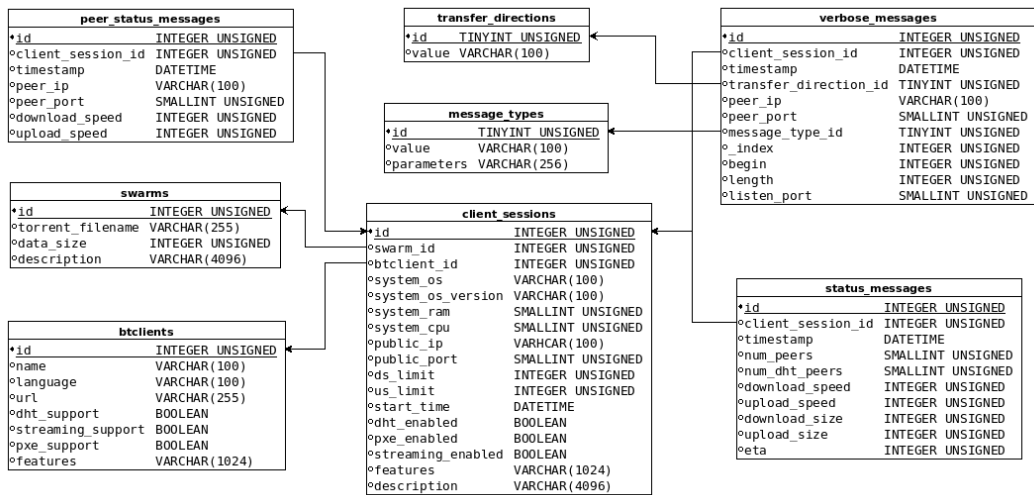 peer_status_messages
id INTEGER UNSIGNED
client_session_id INTEGER UNSIGNED
timestamp DATETIME
peer_ip VARCHAR(100)
peer_port SMALLINT UNSIGNED
download_speed INTEGER UNSIGNED
upload_speed INTEGER UNSIGNED
transfer_directions
id TINYINT UNSIGNED
value VARCHAR(100)
message_types
id TINYINT UNSIGNED
value VARCHAR(100)
parameters VARCHAR(256)
verbose_messages
id INTEGER UNSIGNED
client_session_id INTEGER UNSIGNED
timestamp DATETIME
transfer_direction_id TINYINT UNSIGNED
peer_ip VARCHAR(100)
peer_port SMALLINT UNSIGNED
message_type_id TINYINT UNSIGNED
_index INTEGER UNSIGNED
begin INTEGER UNSIGNED
length INTEGER UNSIGNED
listen_port SMALLINT UNSIGNED
swarms
id INTEGER UNSIGNED
torrent_filename VARCHAR(255)
data_size INTEGER UNSIGNED
description VARCHAR(4096)
client_sessions
id INTEGER UNSIGNED
swarm_id INTEGER UNSIGNED
btclient_id INTEGER UNSIGNED
system_os VARCHAR(100)
system_os_version VARCHAR(100)
system_ram SMALLINT UNSIGNED
system_cpu SMALLINT UNSIGNED
public_ip VARHCAR(100)
public_port SMALLINT UNSIGNED
ds_limit INTEGER UNSIGNED
us_limit INTEGER UNSIGNED
start_time DATETIME
dht_enabled BOOLEAN
pxe_enabled BOOLEAN
streaming_enabled BOOLEAN
features VARCHAR(1024)
description VARCHAR(4096)
btclients
id INTEGER UNSIGNED
name VARCHAR(100)
language VARCHAR(100)
url VARCHAR(255)
dht_support BOOLEAN
streaming_support BOOLEAN
pxe_support BOOLEAN
features VARCHAR(1024)
status_messages
id INTEGER UNSIGNED
client_session_id INTEGER UNSIGNED
timestamp DATETIME
num_peers SMALLINT UNSIGNED
num_dht_peers SMALLINT UNSIGNED
download_speed INTEGER UNSIGNED
upload_speed INTEGER UNSIGNED
download_size INTEGER UNSIGNED
upload_size INTEGER UNSIGNED
eta INTEGER UNSIGNED